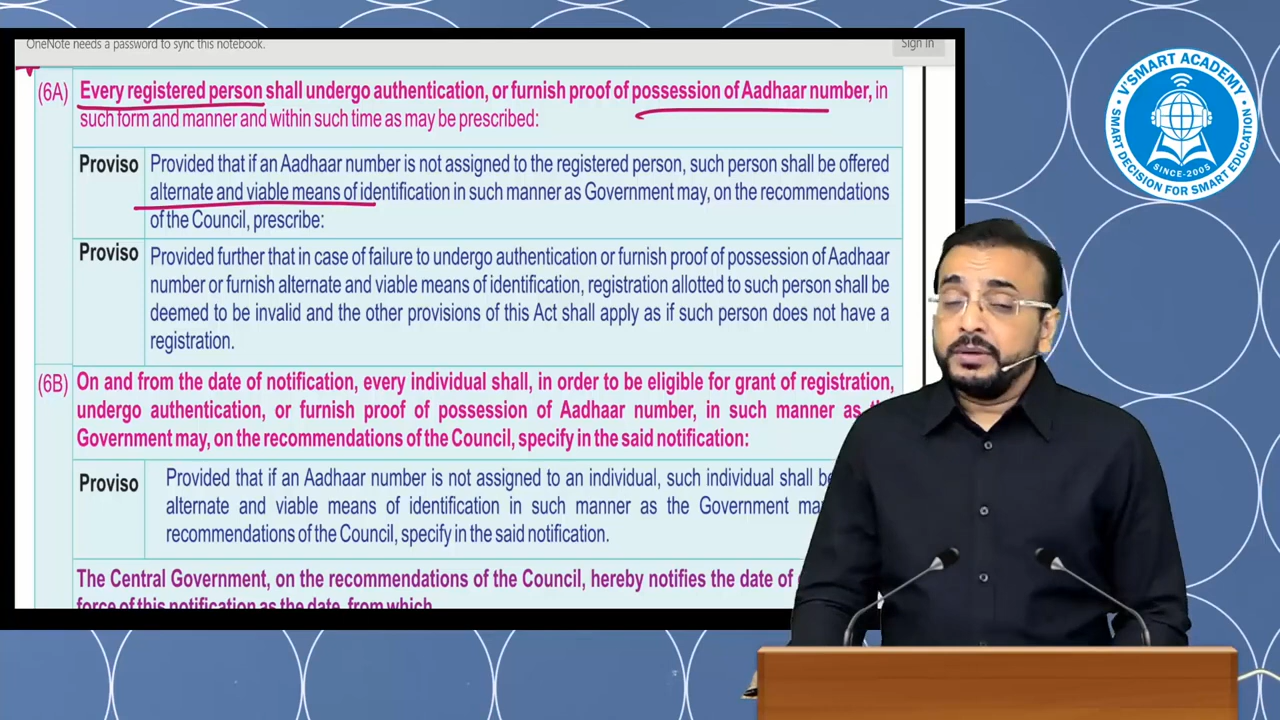 OneNote needs a password to sync this notebook.
Sign in
(6A) Every registered person shall undergo authentication, or furnish proof of possession of Aadhaar number, in
such form and manner and within such time as may be prescribed:
Proviso Provided that if an Aadhaar number is not assigned to the registered person, such person shall be offered
alternate and viable means of identification in such manner as Government may, on the recommendations
of the Council, prescribe:
Proviso Provided further that in case of failure to undergo authentication or furnish proof of possession of Aadhaar
number or furnish alternate and viable means of identification, registration allotted to such person shall be
deemed to be invalid and the other provisions of this Act shall apply as if such person does not have a
registration.
(6B) On and from the date of notification, every individual shall, in order to be eligible for grant of registration,
undergo authentication, or furnish proof of possession of Aadhaar number, in such manner as
Government may, on the recommendations of the Council, specify in the said notification:
Proviso Provided that if an Aadhaar number is not assigned to an individual, such individual shall be
alternate and viable means of identification in such manner as the Government may
recommendations of the Council, specify in the said notification.
The Central Government, on the recommendations of the Council, hereby notifies the date of
force of this notification as the date, from which
V'SMART ACADEMY
SINCE-2005
SMART DECISION FOR SMART EDUCATION